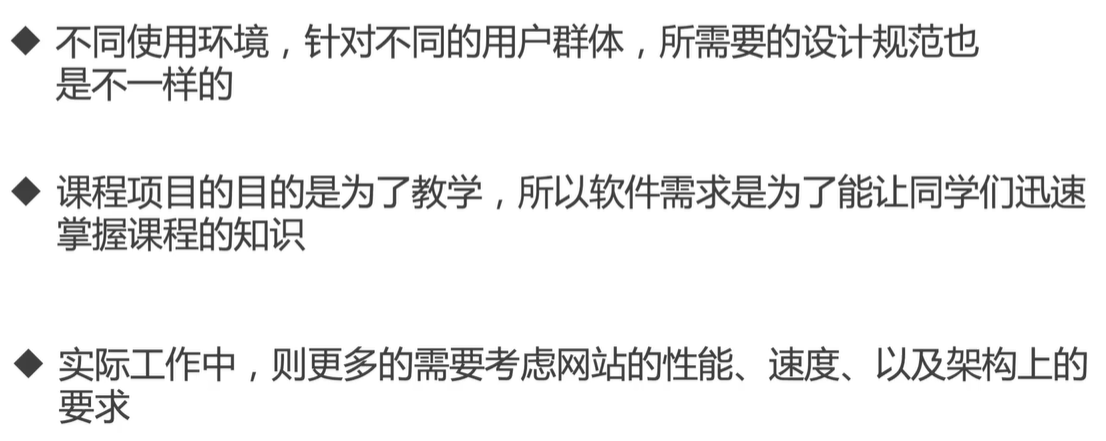 ◆ 不同使用环境，针对不同的用户群体，所需要的设计规范也
是不一样的
◆ 课程项目的目的是为了教学，所以软件需求是为了能让同学们迅速
掌握课程的知识
◆ 实际工作中，则更多的需要考虑网站的性能、速度、以及架构上的
要求